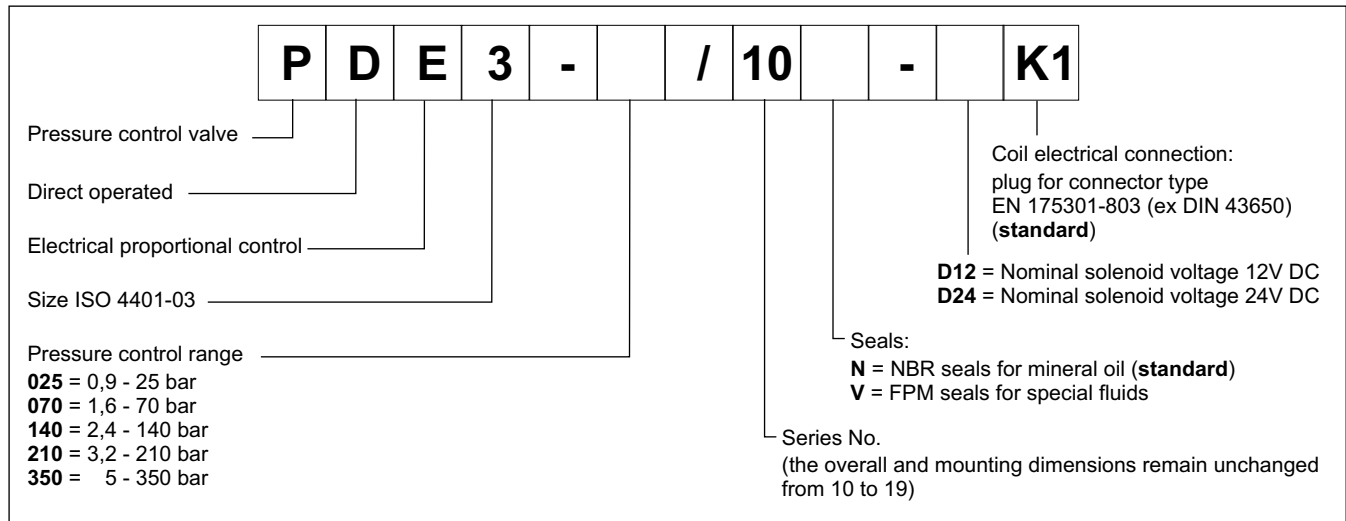 P D E 3 - / 10 - K1
Pressure control valve
Direct operated
Electrical proportional control
Size ISO 4401-03
Pressure control range
025 = 0,9 - 25 bar
070 = 1,6 - 70 bar
140 = 2,4 - 140 bar
210 = 3,2 - 210 bar
350 = 5 - 350 bar
Coil electrical connection:
plug for connector type
EN 175301-803 (ex DIN 43650)
(standard)
D12 = Nominal solenoid voltage 12V DC
D24 = Nominal solenoid voltage 24V DC
Seals:
N = NBR seals for mineral oil (standard)
V = FPM seals for special fluids
Series No.
(the overall and mounting dimensions remain unchanged
from 10 to 19)